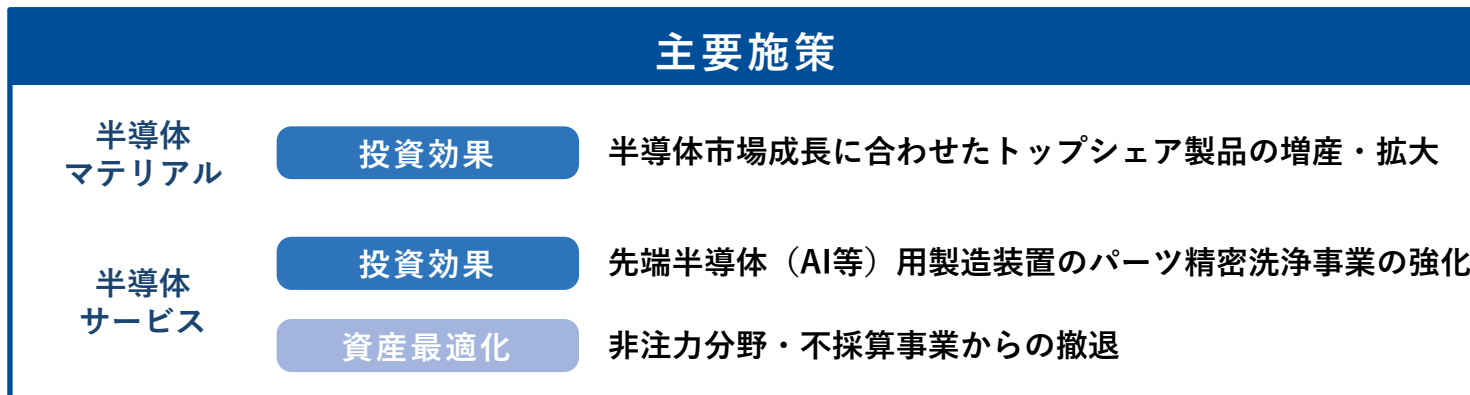 主要施策
半導体
マテリアル
投資効果
半導体市場成長に合わせたトップシェア製品の増産・拡大
半導体
サービス
投資効果
先端半導体（AI等）用製造装置のパーツ精密洗浄事業の強化
資産最適化
非注力分野・不採算事業からの撤退